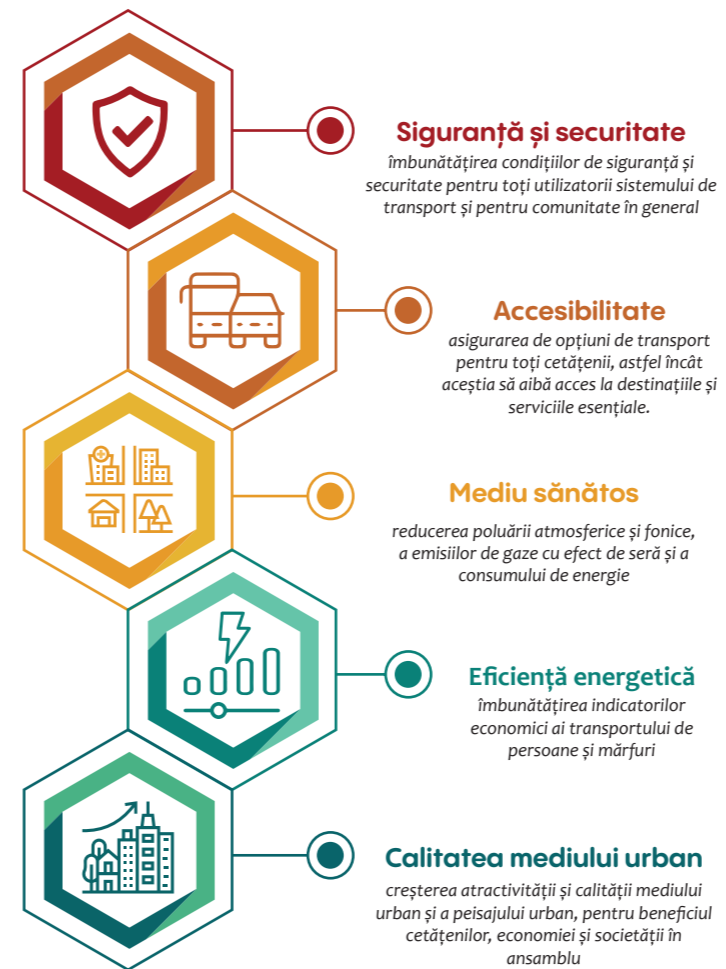 Siguranță și securitate
îmbunătățirea condițiilor de siguranță și
securitate pentru toți utilizatorii sistemului de
transport și pentru comunitate în general
Accesibilitate
asigurarea de opțiuni de transport
pentru toți cetățenii, astfel încât
aceștia să aibă acces la destinațiile și
serviciile esențiale.
Mediu sănătos
reducerea poluării atmosferice și fonice,
a emisiilor de gaze cu efect de seră și a
consumului de energie
Eficiență energetică
îmbunătățirea indicatorilor
economici ai transportului de
persoane și mărfuri
Calitatea mediului urban
creșterea atractivității și calității mediului
urban și a peisajului urban, pentru beneficiul
cetățenilor, economiei și societății în
ansamblu